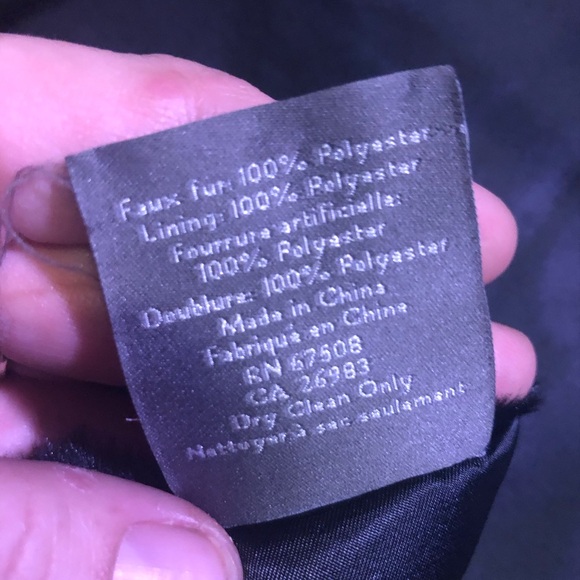 Faux fur: 100% Polyester
Lining: 100% Polyester
Fourrure artificielle:
100% Polyester
Doublure: 100% Polyester
Made in China
Fabriqué en Chine
RN 67508
CA 26983
Dry Clean Only
Nettoyer à sec seulement